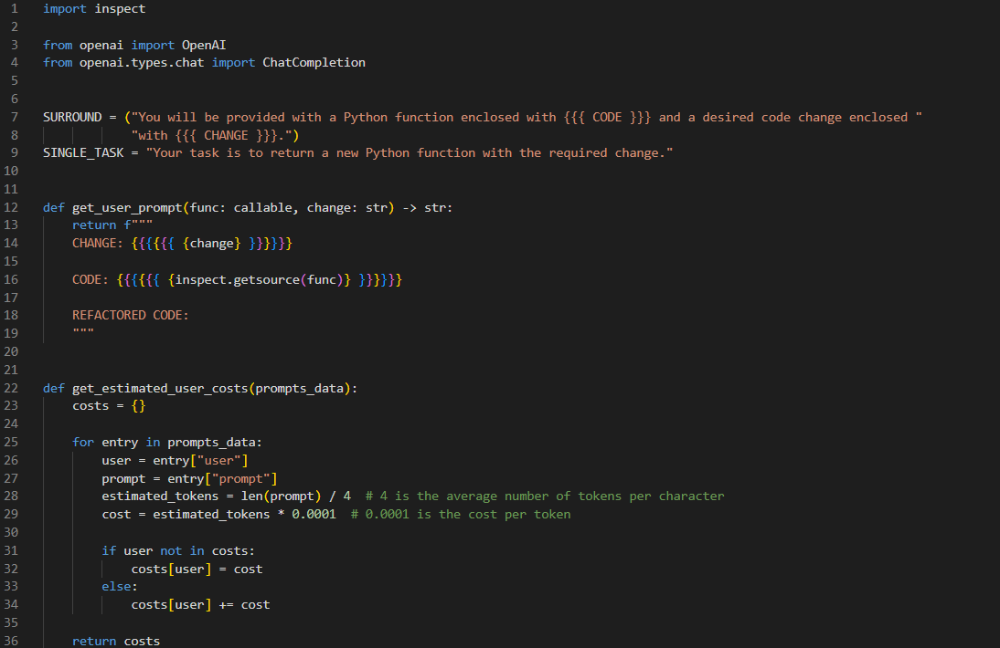 1 import inspect
2
3 from openai import OpenAI
4 from openai.types.chat import ChatCompletion
5
6
7 SURROUND = ("You will be provided with a Python function enclosed with {{{ CODE }}} and a desired code change enclosed "
8             "with {{{ CHANGE }}}.")
9 SINGLE_TASK = "Your task is to return a new Python function with the required change."
10
11
12 def get_user_prompt(func: callable, change: str) -> str:
13     return f"""
14     CHANGE: {{{{{{ {change} }}}}}}
15
16     CODE: {{{{{{ {inspect.getsource(func)} }}}}}}
17
18     REFACTORED CODE:
19     """
20
21
22 def get_estimated_user_costs(prompts_data):
23     costs = {}
24
25     for entry in prompts_data:
26         user = entry["user"]
27         prompt = entry["prompt"]
28         estimated_tokens = len(prompt) / 4  # 4 is the average number of tokens per character
29         cost = estimated_tokens * 0.0001  # 0.0001 is the cost per token
30
31         if user not in costs:
32             costs[user] = cost
33         else:
34             costs[user] += cost
35
36     return costs